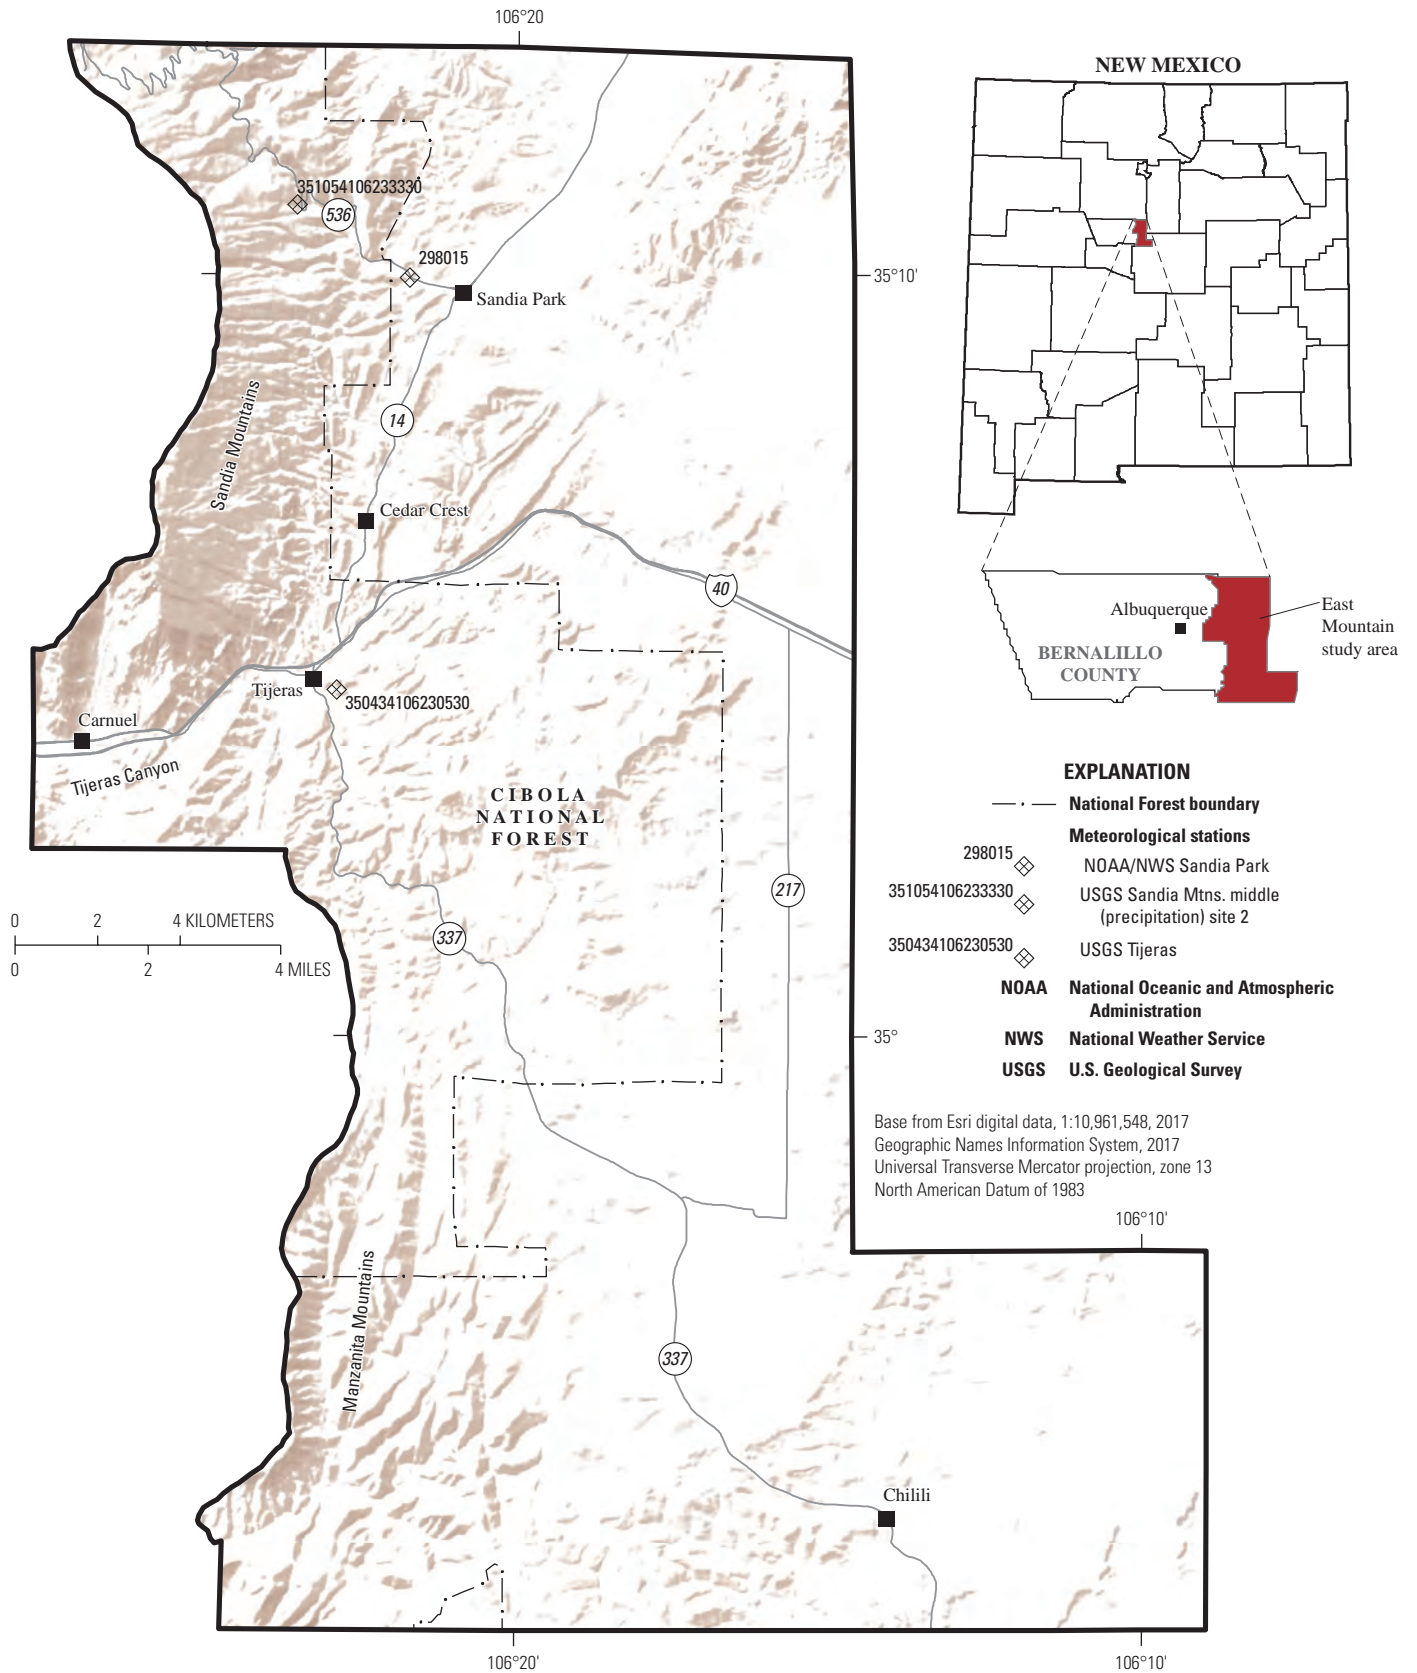 106°20
NEW MEXICO
351054106233330
536
298015
35°10'
Sandia Park
Sandia Mountains
14
Cedar Crest
40
Albuquerque
East
Mountain
study area
BERNALILLO
COUNTY
Tijeras
350434106230530
Carnuel
Tijeras Canyon
CIBOLA
NATIONAL
FOREST
217
337
0 2 4 KILOMETERS
0 2 4 MILES
EXPLANATION
National Forest boundary
Meteorological stations
298015 NOAA/NWS Sandia Park
351054106233330 USGS Sandia Mtns. middle
(precipitation) site 2
350434106230530 USGS Tijeras
NOAA National Oceanic and Atmospheric
Administration
NWS National Weather Service
USGS U.S. Geological Survey
35°
Base from Esri digital data, 1:10,961,548, 2017
Geographic Names Information System, 2017
Universal Transverse Mercator projection, zone 13
North American Datum of 1983
106°10'
Manzanita Mountains
337
Chilili
106°20'
106°10'